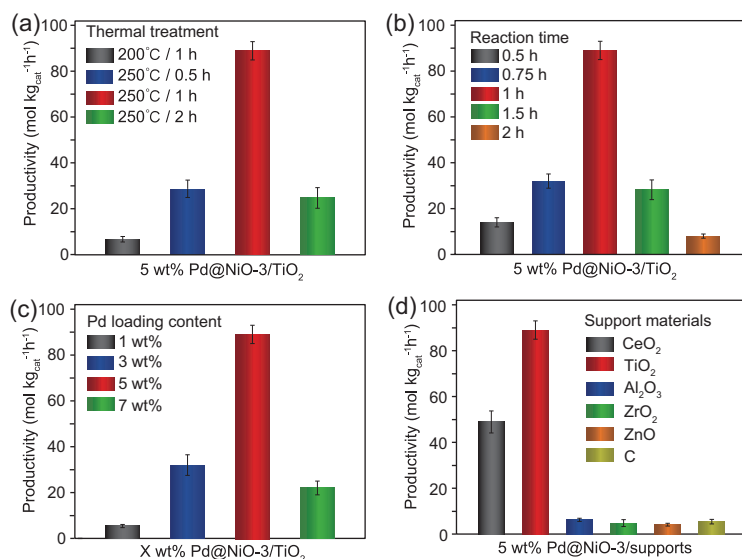 (a)
Thermal treatment
200°C / 1 h
250°C / 0.5 h
250°C / 1 h
250°C / 2 h
Productivity (mol kgcat⁻¹h⁻¹)
100
80
60
40
20
0
5 wt% Pd@NiO-3/TiO₂
(b)
Reaction time
0.5 h
0.75 h
1 h
1.5 h
2 h
Productivity (mol kgcat⁻¹h⁻¹)
100
80
60
40
20
0
5 wt% Pd@NiO-3/TiO₂
(c)
Pd loading content
1 wt%
3 wt%
5 wt%
7 wt%
Productivity (mol kgcat⁻¹h⁻¹)
100
80
60
40
20
0
X wt% Pd@NiO-3/TiO₂
(d)
Support materials
CeO₂
TiO₂
Al₂O₃
ZrO₂
ZnO
C
Productivity (mol kgcat⁻¹h⁻¹)
100
80
60
40
20
0
5 wt% Pd@NiO-3/supports